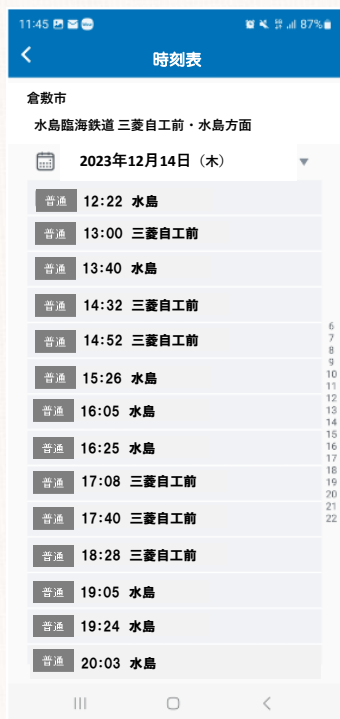 11:45
87%
時刻表
倉敷市
水島臨海鉄道 三菱自工前・水島方面
2023年12月14日（木）
普通 12:22 水島
普通 13:00 三菱自工前
普通 13:40 水島
普通 14:32 三菱自工前
普通 14:52 三菱自工前
普通 15:26 水島
普通 16:05 水島
普通 16:25 水島
普通 17:08 三菱自工前
普通 17:40 三菱自工前
普通 18:28 三菱自工前
普通 19:05 水島
普通 19:24 水島
普通 20:03 水島
6
7
8
9
10
11
12
13
14
15
16
17
18
19
20
21
22